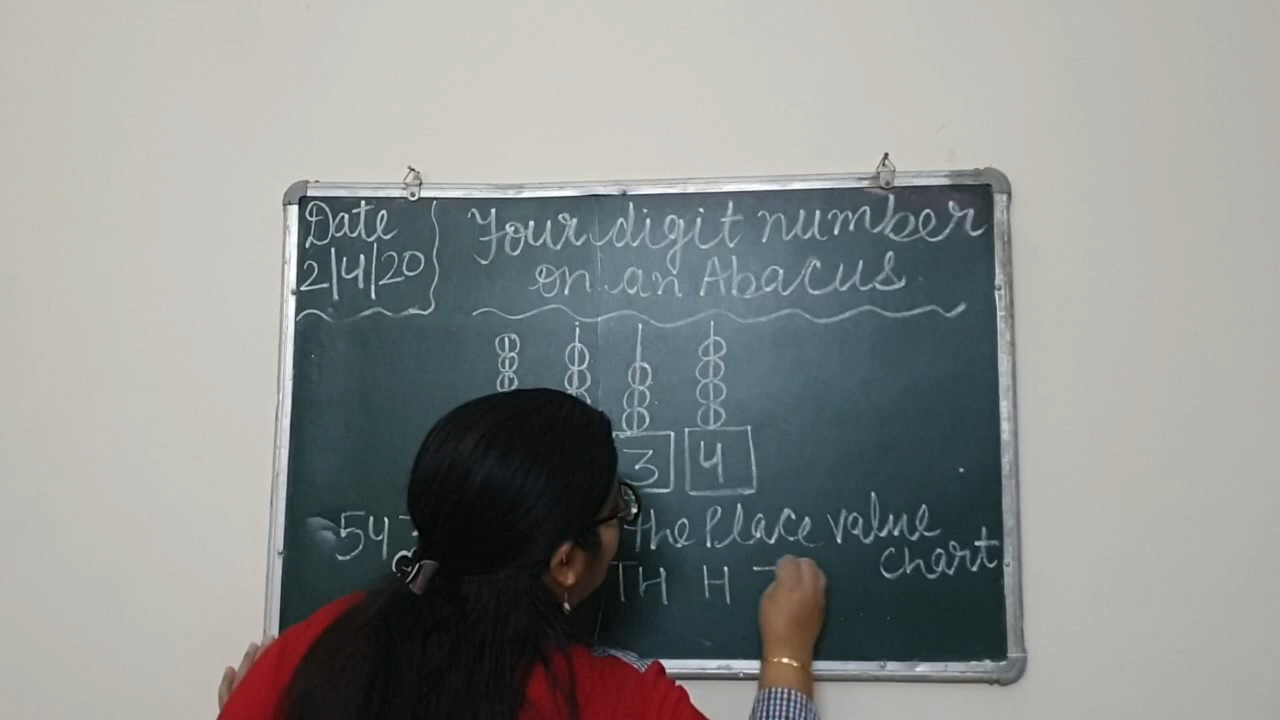 Date
2/4/20
Four digit number
on an Abacus
3 4
54
the Place value
chart
TH H T